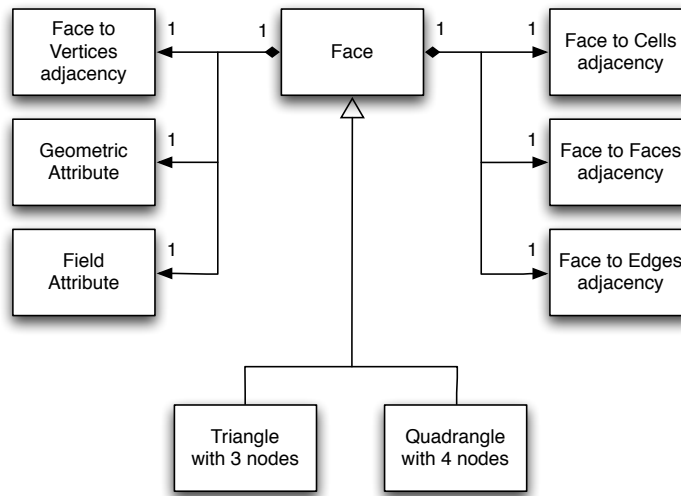 1
1
1
1
Face to
Vertices
adjacency
Face
Face to Cells
adjacency
1
1
Geometric
Attribute
Face to Faces
adjacency
1
1
Field
Attribute
Face to Edges
adjacency
Triangle
with 3 nodes
Quadrangle
with 4 nodes